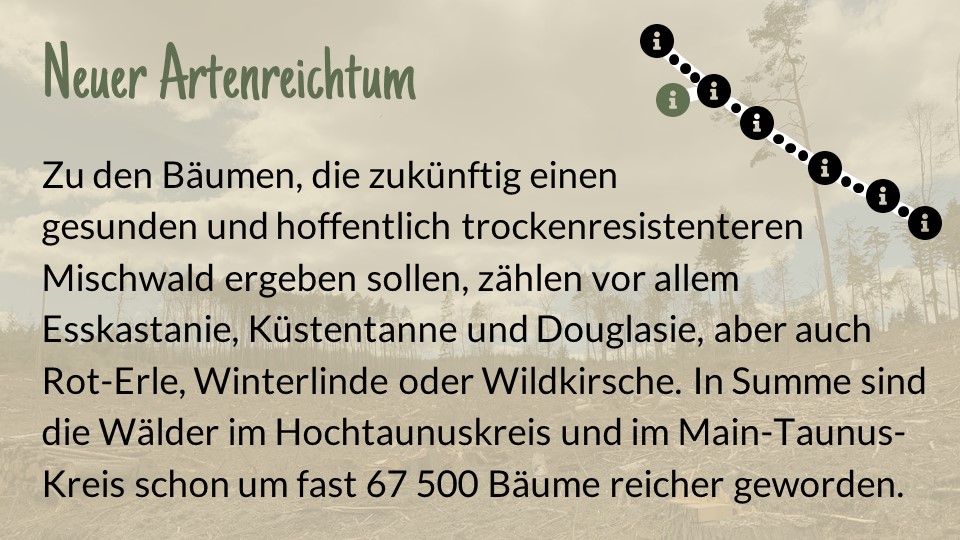 Neuer Artenreichtum
Zu den Bäumen, die zukünftig einen
gesunden und hoffentlich trockenresistenteren
Mischwald ergeben sollen, zählen vor allem
Esskastanie, Küstentanne und Douglasie, aber auch
Rot-Erle, Winterlinde oder Wildkirsche. In Summe sind
die Wälder im Hochtaunuskreis und im Main-Taunus-
Kreis schon um fast 67 500 Bäume reicher geworden.
i
i
i
i
i
i
i